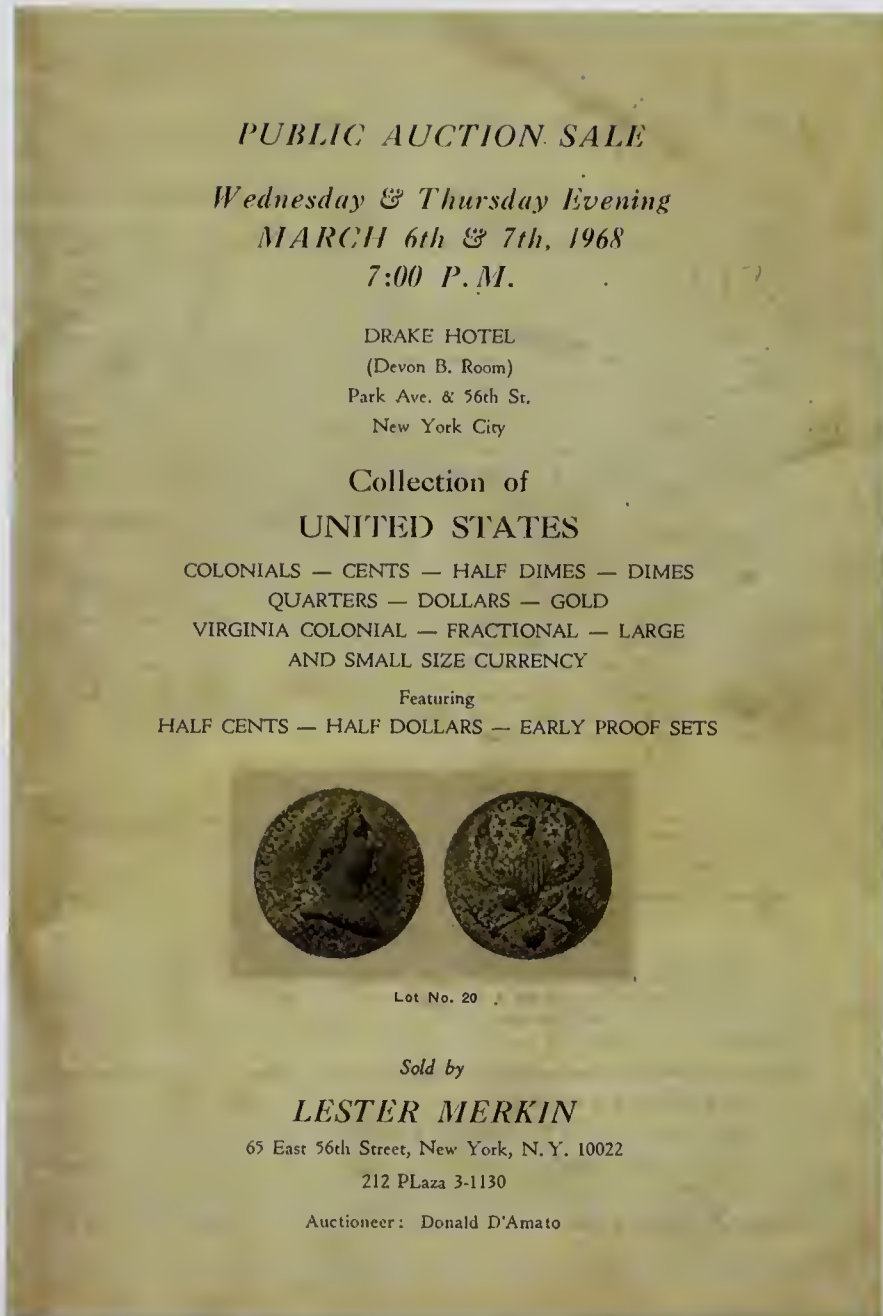 PUBLIC AUCTION SALE
Wednesday & Thursday Evening
MARCH 6th & 7th, 1968
7:00 P.M.
DRAKE HOTEL
(Devon B. Room)
Park Ave. & 56th St.
New York City
Collection of
UNITED STATES
COLONIALS — CENTS — HALF DIMES — DIMES
QUARTERS — DOLLARS — GOLD
VIRGINIA COLONIAL — FRACTIONAL — LARGE
AND SMALL SIZE CURRENCY
Featuring
HALF CENTS — HALF DOLLARS — EARLY PROOF SETS
Lot No. 20
Sold by
LESTER MERKIN
65 East 56th Street, New York, N. Y. 10022
212 PLaza 3-1130
Auctioneer: Donald D'Amato